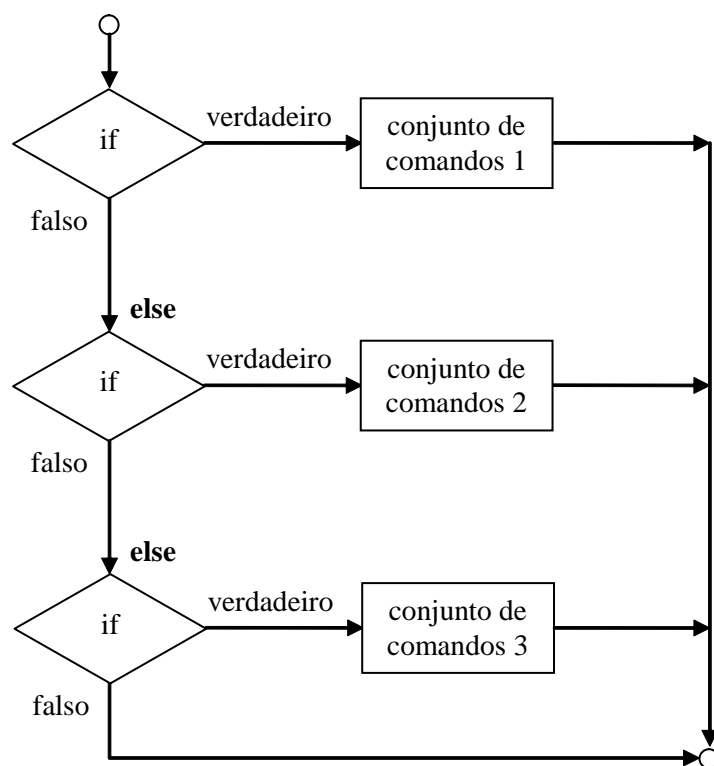 if
verdadeiro
conjunto de
comandos 1
falso
else
if
verdadeiro
conjunto de
comandos 2
falso
else
if
verdadeiro
conjunto de
comandos 3
falso